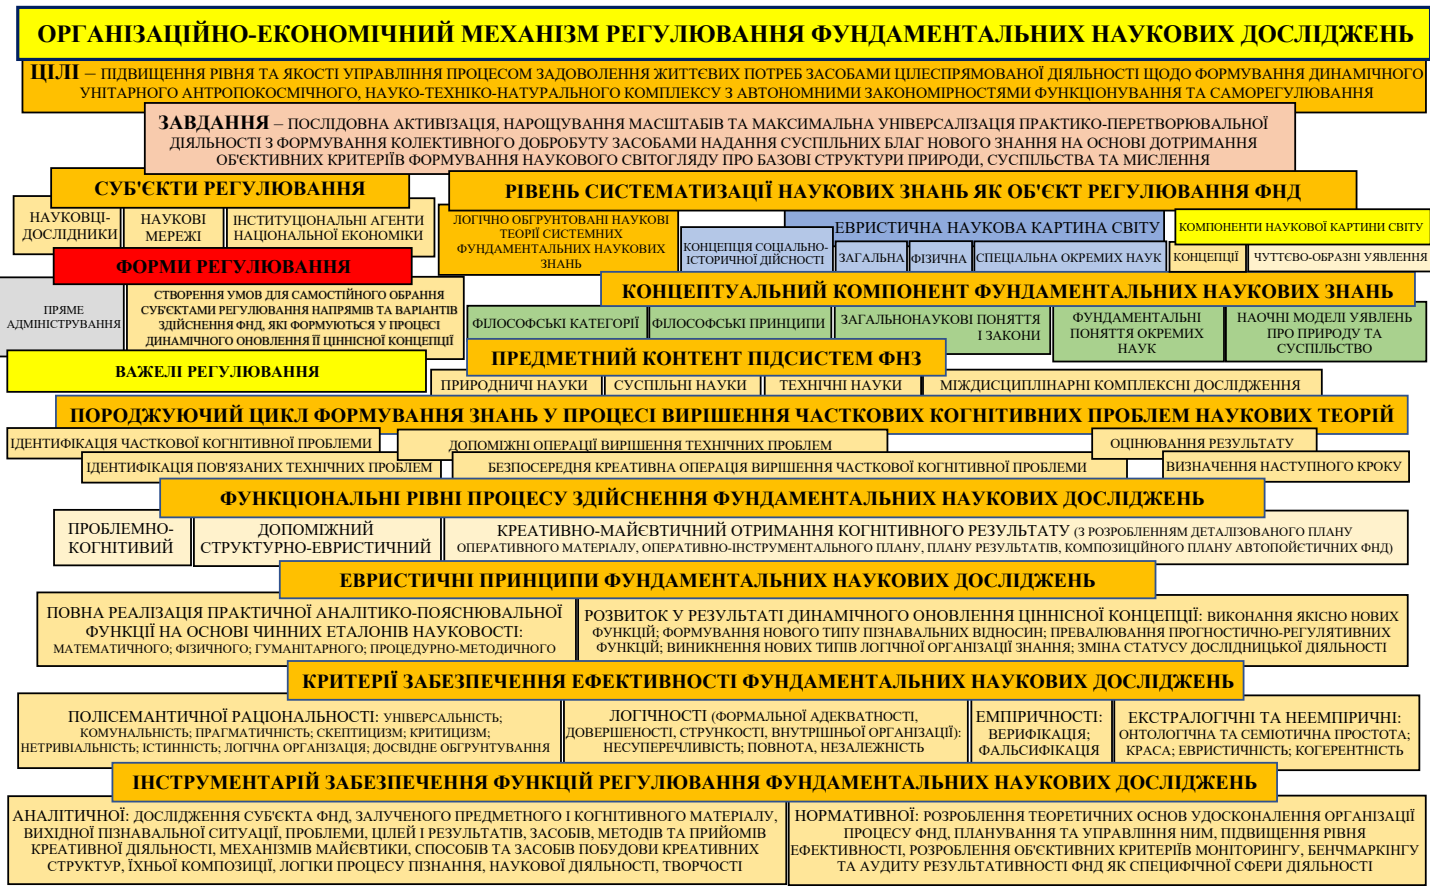 ОРГАНІЗАЦІЙНО-ЕКОНОМІЧНИЙ МЕХАНІЗМ РЕГУЛЮВАННЯ ФУНДАМЕНТАЛЬНИХ НАУКОВИХ ДОСЛІДЖЕНЬ
ЦІЛІ – ПІДВИЩЕННЯ РІВНЯ ТА ЯКОСТІ УПРАВЛІННЯ ПРОЦЕСОМ ЗАДОВОЛЕННЯ ЖИТТЄВИХ ПОТРЕБ ЗАСОБАМИ ЦІЛЕСПРЯМОВАНОЇ ДІЯЛЬНОСТІ ЩОДО ФОРМУВАННЯ ДИНАМІЧНОГО
УНІТАРНОГО АНТРОПОКОСМІЧНОГО, НАУКО-ТЕХНІКО-НАТУРАЛЬНОГО КОМПЛЕКСУ З АВТОНОМНИМИ ЗАКОНОМІРНОСТЯМИ ФУНКЦІОНУВАННЯ ТА САМОРЕГУЛЮВАННЯ
ЗАВДАННЯ – ПОСЛІДОВНА АКТИВІЗАЦІЯ, НАРОЩУВАННЯ МАСШТАБІВ ТА МАКСИМАЛЬНА УНІВЕРСАЛІЗАЦІЯ ПРАКТИКО-ПЕРЕТВОРЮВАЛЬНОЇ
ДІЯЛЬНОСТІ З ФОРМУВАННЯ КОЛЕКТИВНОГО ДОБРОБУТУ ЗАСОБАМИ НАДАННЯ СУСПІЛЬНИХ БЛАГ НОВОГО ЗНАННЯ НА ОСНОВІ ДОТРИМАННЯ
ОБ'ЄКТИВНИХ КРИТЕРІЇВ ФОРМУВАННЯ НАУКОВОГО СВІТОГЛЯДУ ПРО БАЗОВІ СТРУКТУРИ ПРИРОДИ, СУСПІЛЬСТВА ТА МИСЛЕННЯ
СУБ'ЄКТИ РЕГУЛЮВАННЯ
НАУКОВЦІ-
ДОСЛІДНИКИ
НАУКОВІ
МЕРЕЖІ
ІНСТИТУЦІОНАЛЬНІ АГЕНТИ
НАЦІОНАЛЬНОЇ ЕКОНОМІКИ
РІВЕНЬ СИСТЕМАТИЗАЦІЇ НАУКОВИХ ЗНАНЬ ЯК ОБ'ЄКТ РЕГУЛЮВАННЯ ФНД
ЛОГІЧНО ОБГРУНТОВАНІ НАУКОВІ
ТЕОРІЇ СИСТЕМНИХ
ФУНДАМЕНТАЛЬНИХ НАУКОВИХ
ЗНАНЬ
ЕВРИСТИЧНА НАУКОВА КАРТИНА СВІТУ
КОНЦЕПЦІЯ СОЦІАЛЬНО-
ІСТОРИЧНОЇ ДІЙСНОСТІ
ЗАГАЛЬНА
ФІЗИЧНА
СПЕЦІАЛЬНА ОКРЕМИХ НАУК
КОМПОНЕНТИ НАУКОВОЇ КАРТИНИ СВІТУ
КОНЦЕПЦІЇ
ЧУТТЄВО-ОБРАЗНІ УЯВЛЕННЯ
ФОРМИ РЕГУЛЮВАННЯ
ПРЯМЕ
АДМІНІСТРУВАННЯ
СТВОРЕННЯ УМОВ ДЛЯ САМОСТІЙНОГО ОБРАННЯ
СУБ'ЄКТАМИ РЕГУЛЮВАННЯ НАПРЯМІВ ТА ВАРІАНТІВ
ЗДІЙСНЕННЯ ФНД, ЯКІ ФОРМУЮТЬСЯ У ПРОЦЕСІ
ДИНАМІЧНОГО ОНОВЛЕННЯ ЇЇ ЦІННІСНОЇ КОНЦЕПЦІЇ
КОНЦЕПТУАЛЬНИЙ КОМПОНЕНТ ФУНДАМЕНТАЛЬНИХ НАУКОВИХ ЗНАНЬ
ФІЛОСОФСЬКІ КАТЕГОРІЇ
ФІЛОСОФСЬКІ ПРИНЦИПИ
ЗАГАЛЬНОНАУКОВІ ПОНЯТТЯ
І ЗАКОНИ
ФУНДАМЕНТАЛЬНІ
ПОНЯТТЯ ОКРЕМИХ
НАУК
НАОЧНІ МОДЕЛІ УЯВЛЕНЬ
ПРО ПРИРОДУ ТА
СУСПІЛЬСТВО
ВАЖЕЛІ РЕГУЛЮВАННЯ
ПРЕДМЕТНИЙ КОНТЕНТ ПІДСИСТЕМ ФНЗ
ПРИРОДНИЧІ НАУКИ
СУСПІЛЬНІ НАУКИ
ТЕХНІЧНІ НАУКИ
МІЖДИСЦИПЛІНАРНІ КОМПЛЕКСНІ ДОСЛІДЖЕННЯ
ПОРОДЖУЮЧИЙ ЦИКЛ ФОРМУВАННЯ ЗНАНЬ У ПРОЦЕСІ ВИРІШЕННЯ ЧАСТКОВИХ КОГНІТИВНИХ ПРОБЛЕМ НАУКОВИХ ТЕОРІЙ
ІДЕНТИФІКАЦІЯ ЧАСТКОВОЇ КОГНІТИВНОЇ ПРОБЛЕМИ
ДОПОМІЖНІ ОПЕРАЦІЇ ВИРІШЕННЯ ТЕХНІЧНИХ ПРОБЛЕМ
ОЦІНЮВАННЯ РЕЗУЛЬТАТУ
ІДЕНТИФІКАЦІЯ ПОВ'ЯЗАНИХ ТЕХНІЧНИХ ПРОБЛЕМ
БЕЗПОСЕРЕДНЯ КРЕАТИВНА ОПЕРАЦІЯ ВИРІШЕННЯ ЧАСТКОВОЇ КОГНІТИВНОЇ ПРОБЛЕМИ
ВИЗНАЧЕННЯ НАСТУПНОГО КРОКУ
ФУНКЦІОНАЛЬНІ РІВНІ ПРОЦЕСУ ЗДІЙСНЕННЯ ФУНДАМЕНТАЛЬНИХ НАУКОВИХ ДОСЛІДЖЕНЬ
ПРОБЛЕМНО-
КОГНІТИВИЙ
ДОПОМІЖНИЙ
СТРУКТУРНО-ЕВРИСТИЧНИЙ
КРЕАТИВНО-МАЙЄВТИЧНИЙ ОТРИМАННЯ КОГНІТИВНОГО РЕЗУЛЬТАТУ (З РОЗРОБЛЕННЯМ ДЕТАЛІЗОВАНОГО ПЛАНУ
ОПЕРАТИВНОГО МАТЕРІАЛУ, ОПЕРАТИВНО-ІНСТРУМЕНТАЛЬНОГО ПЛАНУ, ПЛАНУ РЕЗУЛЬТАТІВ, КОМПОЗИЦІЙНОГО ПЛАНУ АВТОПОЙЄТИЧНИХ ФНД)
ЕВРИСТИЧНІ ПРИНЦИПИ ФУНДАМЕНТАЛЬНИХ НАУКОВИХ ДОСЛІДЖЕНЬ
ПОВНА РЕАЛІЗАЦІЯ ПРАКТИЧНОЇ АНАЛІТИКО-ПОЯСНЮВАЛЬНОЇ
ФУНКЦІЇ НА ОСНОВІ ЧИННИХ ЕТАЛОНІВ НАУКОВОСТІ:
МАТЕМАТИЧНОГО; ФІЗИЧНОГО; ГУМАНІТАРНОГО; ПРОЦЕДУРНО-МЕТОДИЧНОГО
РОЗВИТОК У РЕЗУЛЬТАТІ ДИНАМІЧНОГО ОНОВЛЕННЯ ЦІННІСНОЇ КОНЦЕПЦІЇ: ВИКОНАННЯ ЯКІСНО НОВИХ
ФУНКЦІЙ; ФОРМУВАННЯ НОВОГО ТИПУ ПІЗНАВАЛЬНИХ ВІДНОСИН; ПРЕВАЛЮВАННЯ ПРОГНОСТИЧНО-РЕГУЛЯТИВНИХ
ФУНКЦІЙ; ВИНИКНЕННЯ НОВИХ ТИПІВ ЛОГІЧНОЇ ОРГАНІЗАЦІЇ ЗНАННЯ; ЗМІНА СТАТУСУ ДОСЛІДНИЦЬКОЇ ДІЯЛЬНОСТІ
КРИТЕРІЇ ЗАБЕЗПЕЧЕННЯ ЕФЕКТИВНОСТІ ФУНДАМЕНТАЛЬНИХ НАУКОВИХ ДОСЛІДЖЕНЬ
ПОЛІСЕМАНТИЧНОЇ РАЦІОНАЛЬНОСТІ: УНІВЕРСАЛЬНІСТЬ;
КОМУНАЛЬНІСТЬ; ПРАГМАТИЧНІСТЬ; СКЕПТИЦИЗМ; КРИТИЦИЗМ;
НЕТРИВІАЛЬНІСТЬ; ІСТИННІСТЬ; ЛОГІЧНА ОРГАНІЗАЦІЯ; ДОСВІДНЕ ОБГРУНТУВАННЯ
ЛОГІЧНОСТІ (ФОРМАЛЬНОЇ АДЕКВАТНОСТІ,
ДОВЕРШЕНОСТІ, СТРУНКОСТІ, ВНУТРІШНЬОЇ ОРГАНІЗАЦІЇ):
НЕСУПЕРЕЧЛИВІСТЬ; ПОВНОТА, НЕЗАЛЕЖНІСТЬ
ЕМПІРИЧНОСТІ:
ВЕРИФІКАЦІЯ;
ФАЛЬСИФІКАЦІЯ
ЕКСТРАЛОГІЧНІ ТА НЕЕМПІРИЧНІ:
ОНТОЛОГІЧНА ТА СЕМІОТИЧНА ПРОСТОТА;
КРАСА; ЕВРИСТИЧНІСТЬ; КОГЕРЕНТНІСТЬ
ІНСТРУМЕНТАРІЙ ЗАБЕЗПЕЧЕННЯ ФУНКЦІЙ РЕГУЛЮВАННЯ ФУНДАМЕНТАЛЬНИХ НАУКОВИХ ДОСЛІДЖЕНЬ
АНАЛІТИЧНОЇ: ДОСЛІДЖЕННЯ СУБ'ЄКТА ФНД, ЗАЛУЧЕНОГО ПРЕДМЕТНОГО І КОГНІТИВНОГО МАТЕРІАЛУ,
ВИХІДНОЇ ПІЗНАВАЛЬНОЇ СИТУАЦІЇ, ПРОБЛЕМИ, ЦІЛЕЙ І РЕЗУЛЬТАТІВ, ЗАСОБІВ, МЕТОДІВ ТА ПРИЙОМІВ
КРЕАТИВНОЇ ДІЯЛЬНОСТІ, МЕХАНІЗМІВ МАЙЄВТИКИ, СПОСОБІВ ТА ЗАСОБІВ ПОБУДОВИ КРЕАТИВНИХ
СТРУКТУР, ЇХНЬОЇ КОМПОЗИЦІЇ, ЛОГІКИ ПРОЦЕСУ ПІЗНАННЯ, НАУКОВОЇ ДІЯЛЬНОСТІ, ТВОРЧОСТІ
НОРМАТИВНОЇ: РОЗРОБЛЕННЯ ТЕОРЕТИЧНИХ ОСНОВ УДОСКОНАЛЕННЯ ОРГАНІЗАЦІЇ
ПРОЦЕСУ ФНД, ПЛАНУВАННЯ ТА УПРАВЛІННЯ НИМ, ПІДВИЩЕННЯ РІВНЯ
ЕФЕКТИВНОСТІ, РОЗРОБЛЕННЯ ОБ'ЄКТИВНИХ КРИТЕРІЇВ МОНІТОРИНГУ, БЕНЧМАРКІНГУ
ТА АУДИТУ РЕЗУЛЬТАТИВНОСТІ ФНД ЯК СПЕЦИФІЧНОЇ СФЕРИ ДІЯЛЬНОСТІ